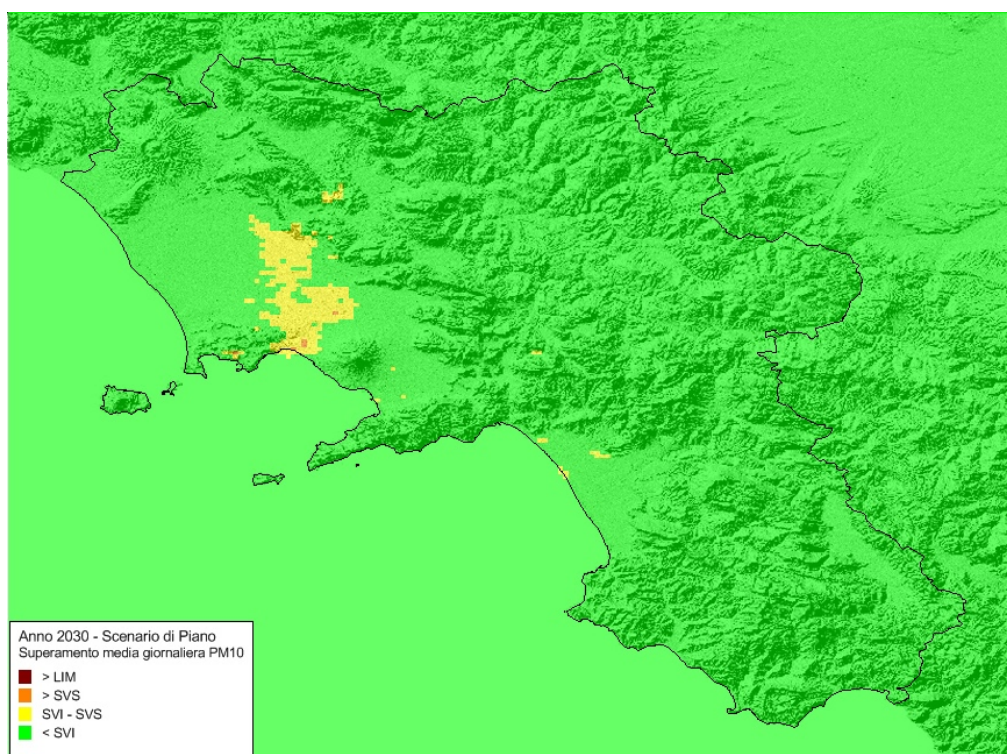 Anno 2030 - Scenario di Piano
Superamento media giornaliera PM10
> LIM
> SVS
SVI - SVS
< SVI